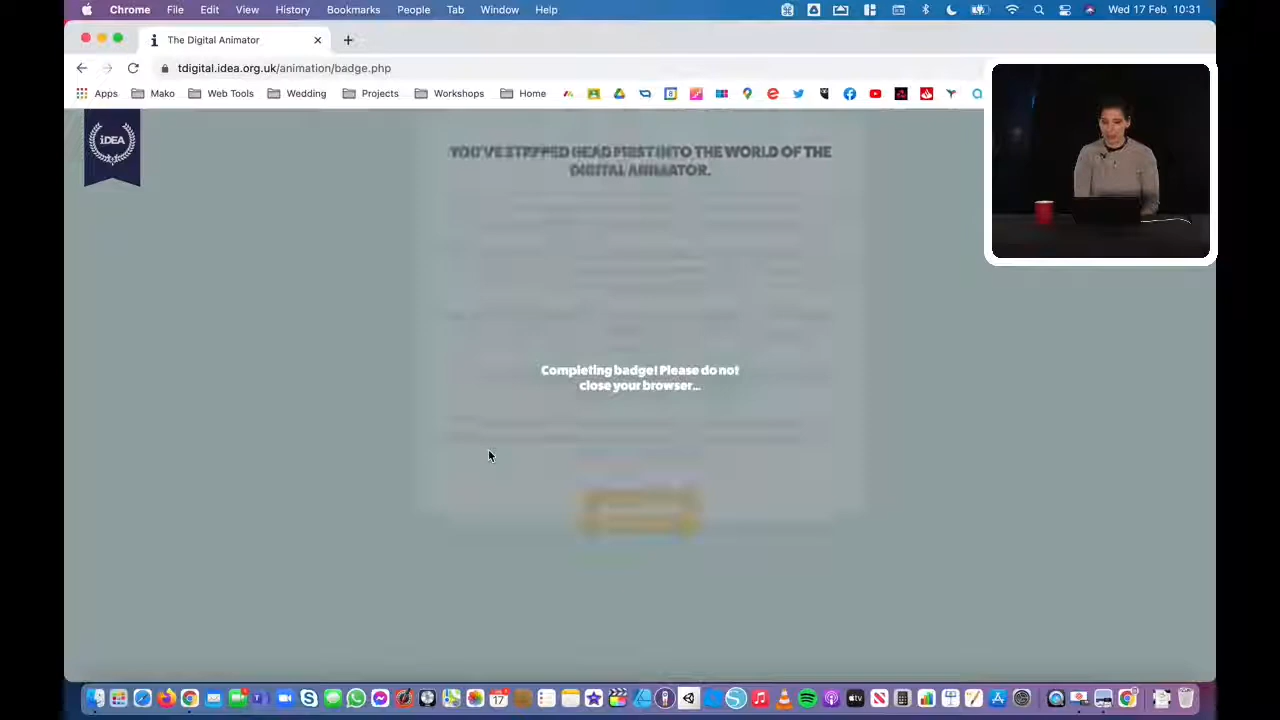 Chrome File Edit View History Bookmarks People Tab Window Help Wed 17 Feb 10:31
The Digital Animator
tdigital.idea.org.uk/animation/badge.php
Apps Mako Web Tools Wedding Projects Workshops Home
iDEA
YOU'VE STEPPED HEAD FIRST INTO THE WORLD OF THE
DIGITAL ANIMATOR.
Completing badge! Please do not
close your browser...